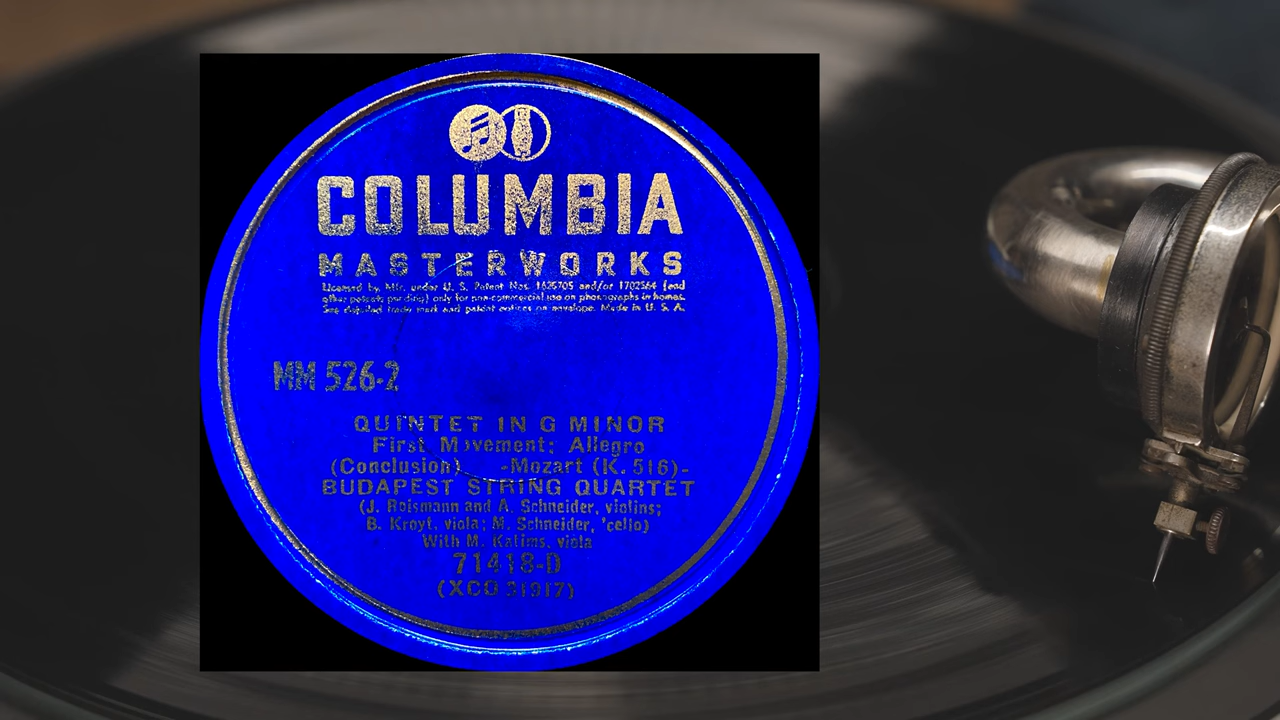 COLUMBIA
MASTERWORKS
Licensed by Mfr. under U. S. Patent Nos. 1625705 and/or 1702564 (and
other patents pending) only for non-commercial use on phonographs in homes.
See detailed trade mark and patent notices on envelope. Made in U. S. A.
MM 526-2
QUINTET IN G MINOR
First Movement: Allegro
(Conclusion) -Mozart (K. 516)-
BUDAPEST STRING QUARTET
(J. Roismann and A. Schneider, violins;
B. Kroyt, viola; M. Schneider, 'cello)
With M. Katims, viola
71418-D
(XCO 31917)